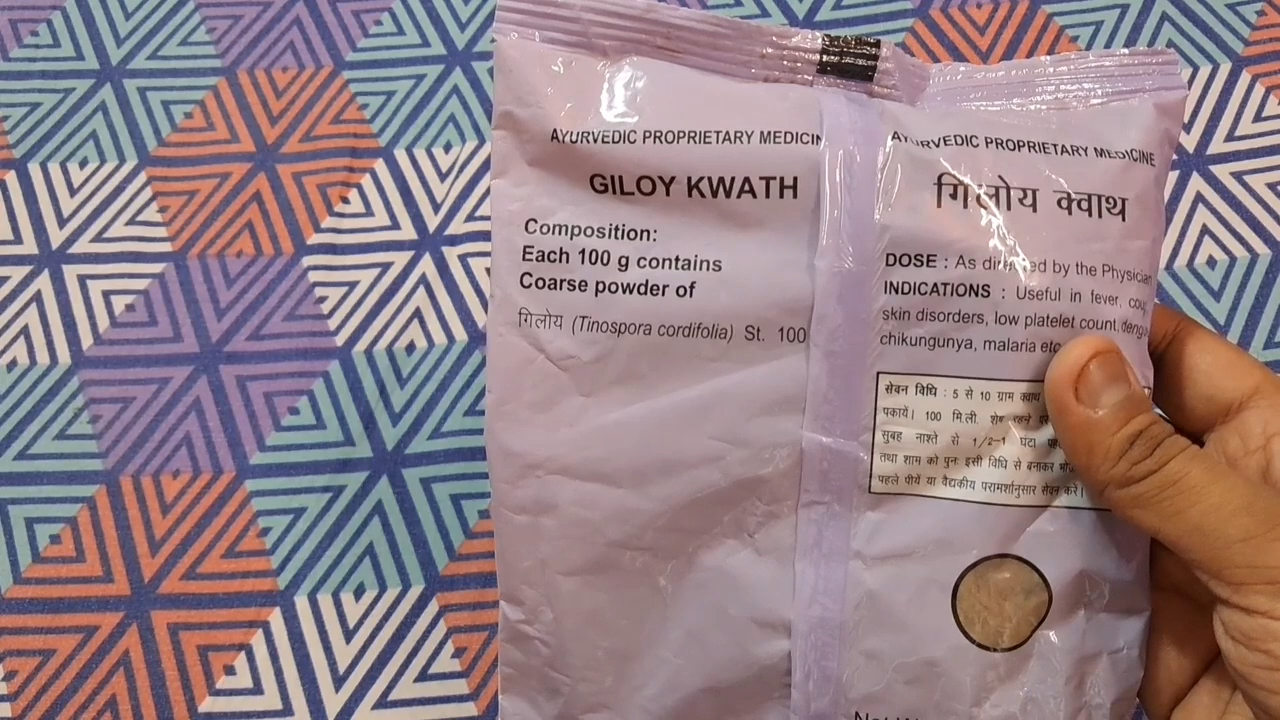 AYURVEDIC PROPRIETARY
GILOY KWATH
Composition:
Each 100 g contains
Coarse powder of
गिलोय (Tinospora cordifolia) St. 100
AYURVEDIC PROPRIETARY MEDICINE
गिलोय क्वाथ
DOSE : As directed by the Physician
INDICATIONS : Useful in fever,
skin disorders, low platelet count,
chikungunya, malaria etc
सेवन विधि : 5 से 10 ग्राम क्वाथ
पकायें। 100 मि.ली. शेष रहने
सुबह नाश्ते से 1/2–1 घंटा
तथा शाम को पुनः इसी विधि से बनाकर
पहले पीयें या वैद्यकीय परामर्शानुसार सेवन करें।